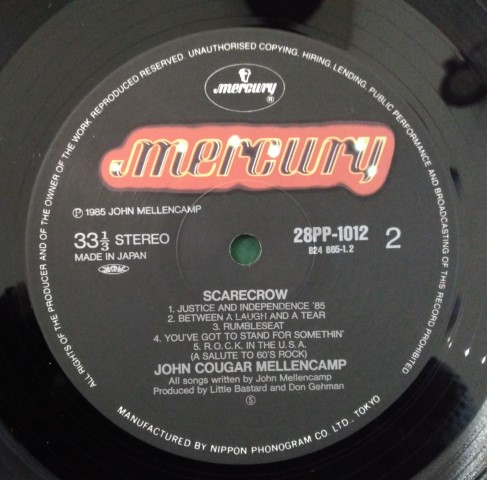 ALL RIGHTS OF THE PRODUCER AND OF THE OWNER OF THE WORK REPRODUCED RESERVED. UNAUTHORISED COPYING, HIRING, LENDING, PUBLIC PERFORMANCE AND BROADCASTING OF THIS RECORD PROHIBITED
mercury
®
mercury
Ⓟ 1985 JOHN MELLENCAMP
33 1/3 STEREO
MADE IN JAPAN
28PP-1012
824 865-1.2
2
SCARECROW
1. JUSTICE AND INDEPENDENCE '85
2. BETWEEN A LAUGH AND A TEAR
3. RUMBLESEAT
4. YOU'VE GOT TO STAND FOR SOMETHIN'
5. R.O.C.K. IN THE U.S.A.
(A SALUTE TO 60'S ROCK)
JOHN COUGAR MELLENCAMP
All songs written by John Mellencamp
Produced by Little Bastard and Don Gehman
Ⓢ
MANUFACTURED BY NIPPON PHONOGRAM CO. LTD., TOKYO